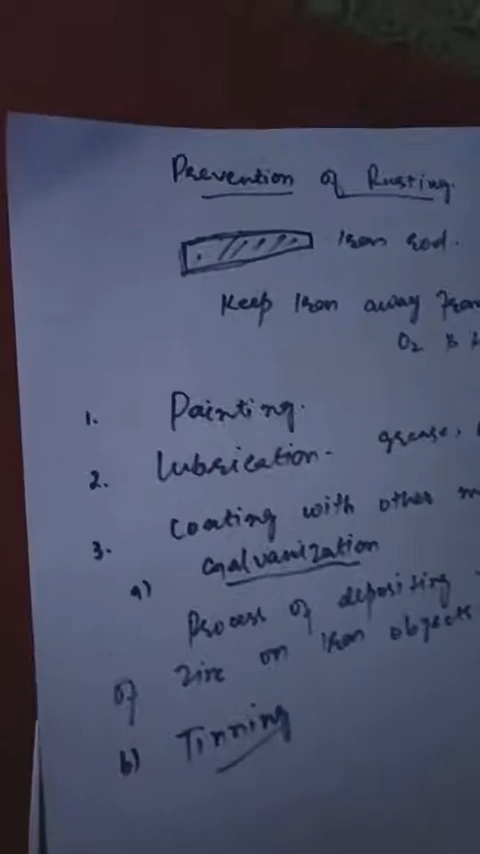 Prevention of Rusting.
Iron rod.
Keep Iron away from
O₂ &
1. Painting.
2. Lubrication. grease,
3. Coating with other
a) Galvanization
Process of depositing
of zinc on Iron objects
b) Tinning